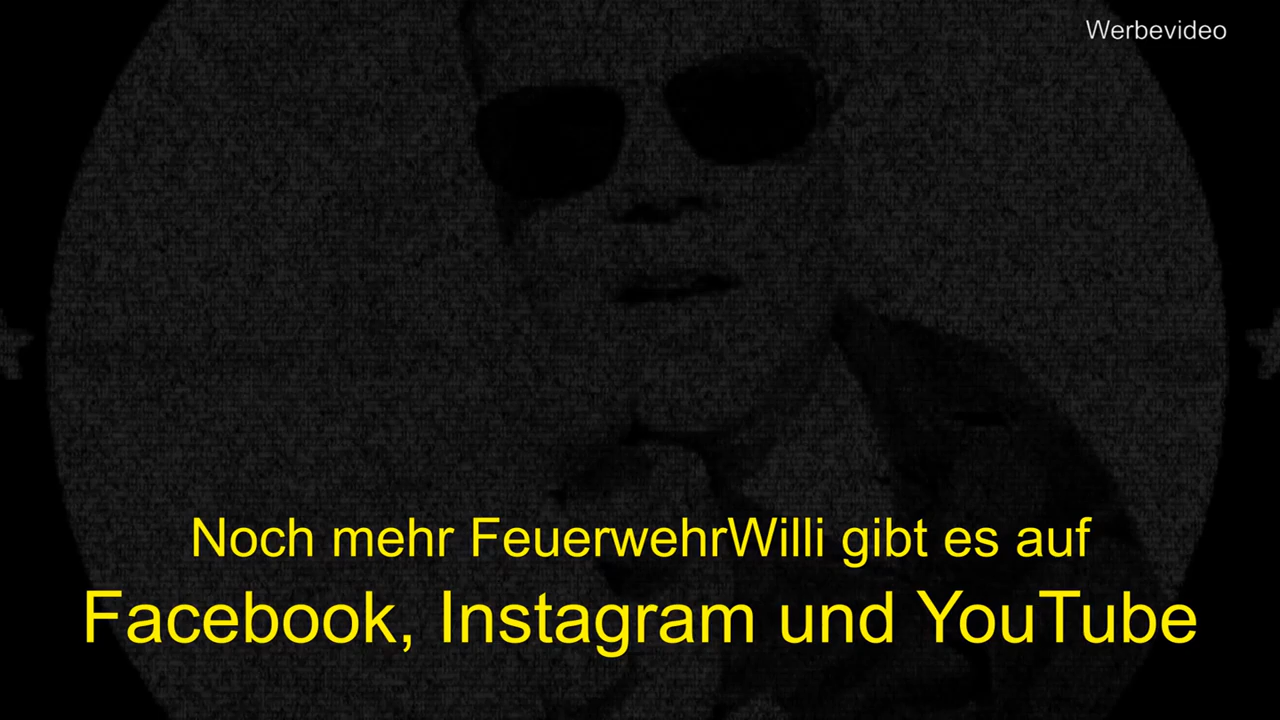 Werbevideo
Noch mehr FeuerwehrWilli gibt es auf
Facebook, Instagram und YouTube